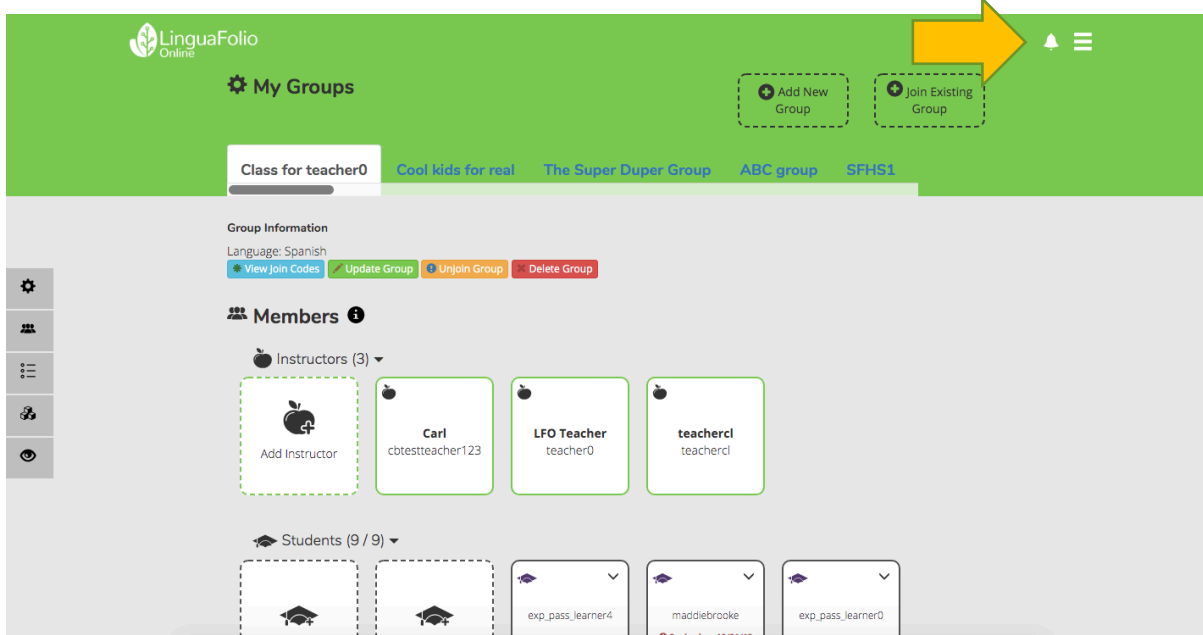 LinguaFolio
Online
My Groups
Add New
Group
Join Existing
Group
Class for teacher0
Cool kids for real
The Super Duper Group
ABC group
SFHS1
Group Information
Language: Spanish
View Join Codes
Update Group
Unjoin Group
Delete Group
Members
Instructors (3)
Add Instructor
Carl
cbtestteacher123
LFO Teacher
teacher0
teachercl
teachercl
Students (9 / 9)
exp_pass_learner4
maddiebrooke
exp_pass_learner0